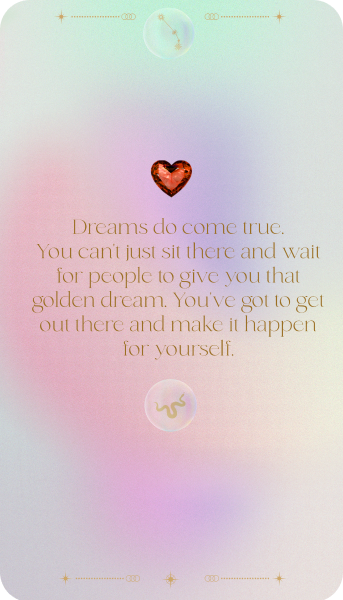 Dreams do come true.
You can't just sit there and wait
for people to give you that
golden dream. You've got to get
out there and make it happen
for yourself.